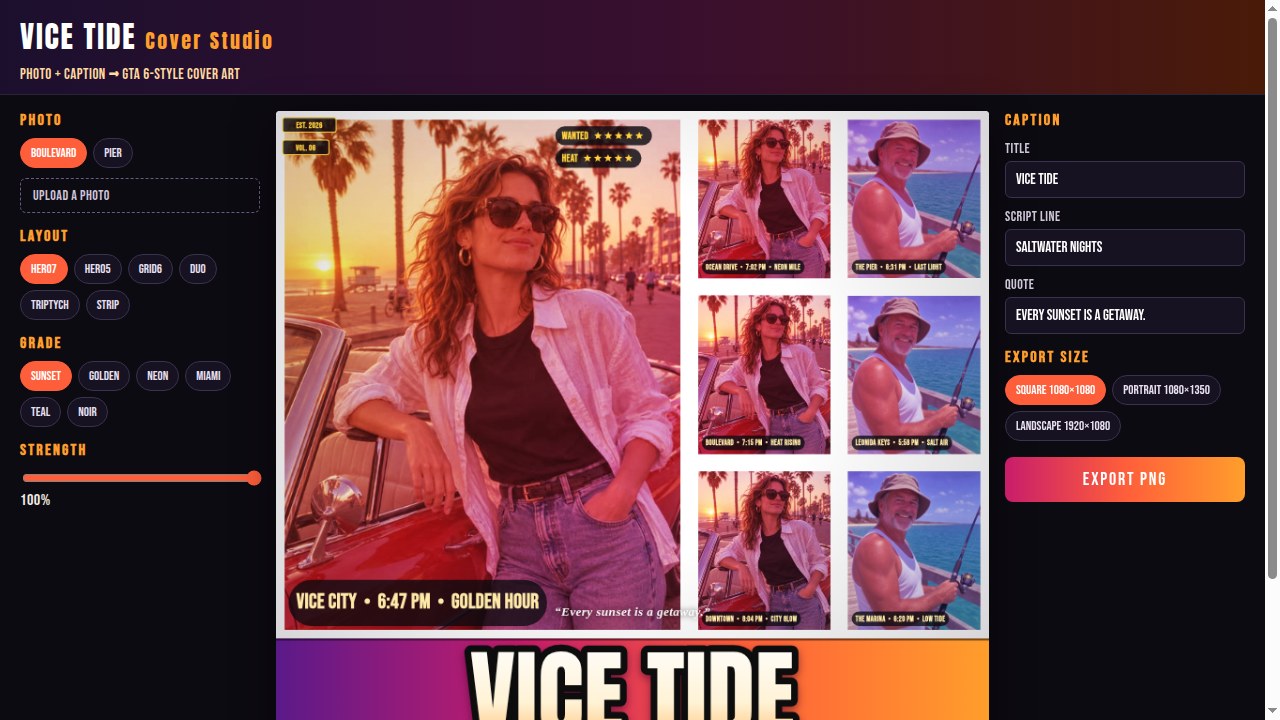 VICE TIDE Cover Studio
PHOTO + CAPTION ➞ GTA 6-STYLE COVER ART
PHOTO
BOULEVARD
PIER
UPLOAD A PHOTO
LAYOUT
HERO7
HERO5
GRID6
DUO
TRIPTYCH
STRIP
GRADE
SUNSET
GOLDEN
NEON
MIAMI
TEAL
NOIR
STRENGTH
100%
EST. 2026
VOL. 06
WANTED ★★★★★
HEAT ★★★★★
VICE CITY • 6:47 PM • GOLDEN HOUR
“Every sunset is a getaway.”
OCEAN DRIVE • 7:02 PM • NEON MILE
THE PIER • 6:31 PM • LAST LIGHT
BOULEVARD • 7:15 PM • HEAT RISING
LEONIDA KEYS • 5:58 PM • SALT AIR
DOWNTOWN • 8:04 PM • CITY GLOW
THE MARINA • 6:20 PM • LOW TIDE
VICE TIDE
CAPTION
TITLE
VICE TIDE
SCRIPT LINE
SALTWATER NIGHTS
QUOTE
EVERY SUNSET IS A GETAWAY.
EXPORT SIZE
SQUARE 1080×1080
PORTRAIT 1080×1350
LANDSCAPE 1920×1080
EXPORT PNG